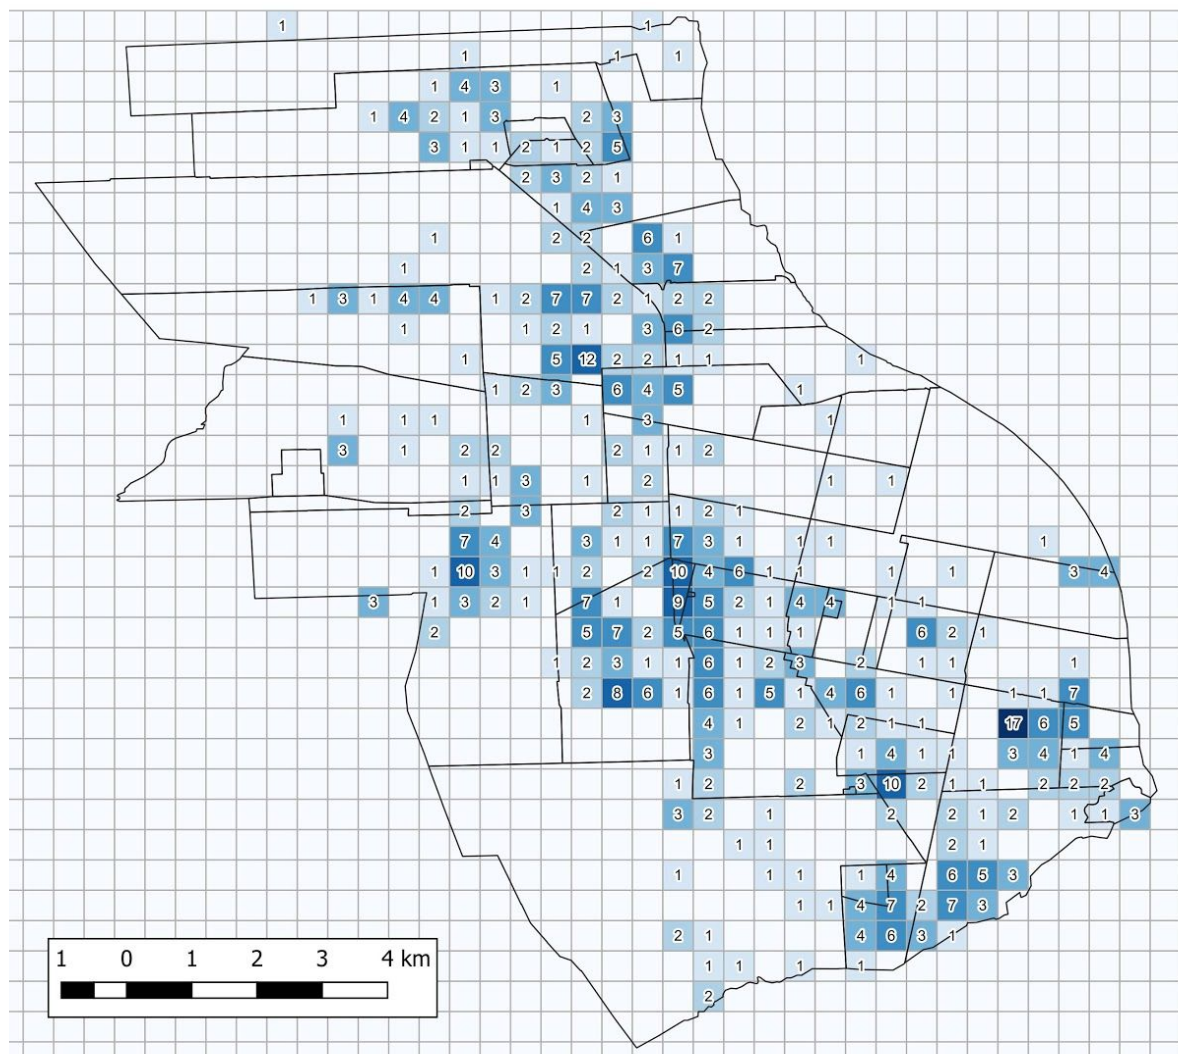 1 1
1 1 1
1 4 3 1
1 4 2 1 3 2 3
3 1 1 2 1 2 5
2 3 2 1
1 4 3
1 2 2 6 1
1 2 1 3 7
1 3 1 4 4 1 2 7 7 2 1 2 2
1 1 2 1 3 6 2
1 5 12 2 2 1 1 1
1 2 3 6 4 5 1
1 1 1 1 3 1
3 1 2 2 2 1 1 2
1 1 3 1 2 1 1
2 3 2 1 1 2 1
7 4 3 1 1 7 3 1 1 1 1
1 10 3 1 1 2 2 10 4 6 1 1 1 1 3 4
3 1 3 2 1 7 1 9 5 2 1 4 4 1 1
2 5 7 2 5 6 1 1 1 6 2 1
1 2 3 1 1 6 1 2 3 2 1 1 1
2 8 6 1 6 1 5 1 4 6 1 1 1 1 7
4 1 2 1 2 1 1 17 6 5
3 1 4 1 1 3 4 1 4
1 2 2 3 10 2 1 1 2 2 2
3 2 1 2 2 1 2 1 1 3
1 1 2 1
1 1 1 1 4 6 5 3
1 1 4 7 2 7 3
2 1 4 6 3 1
1 1 1 1
2
1 0 1 2 3 4 km